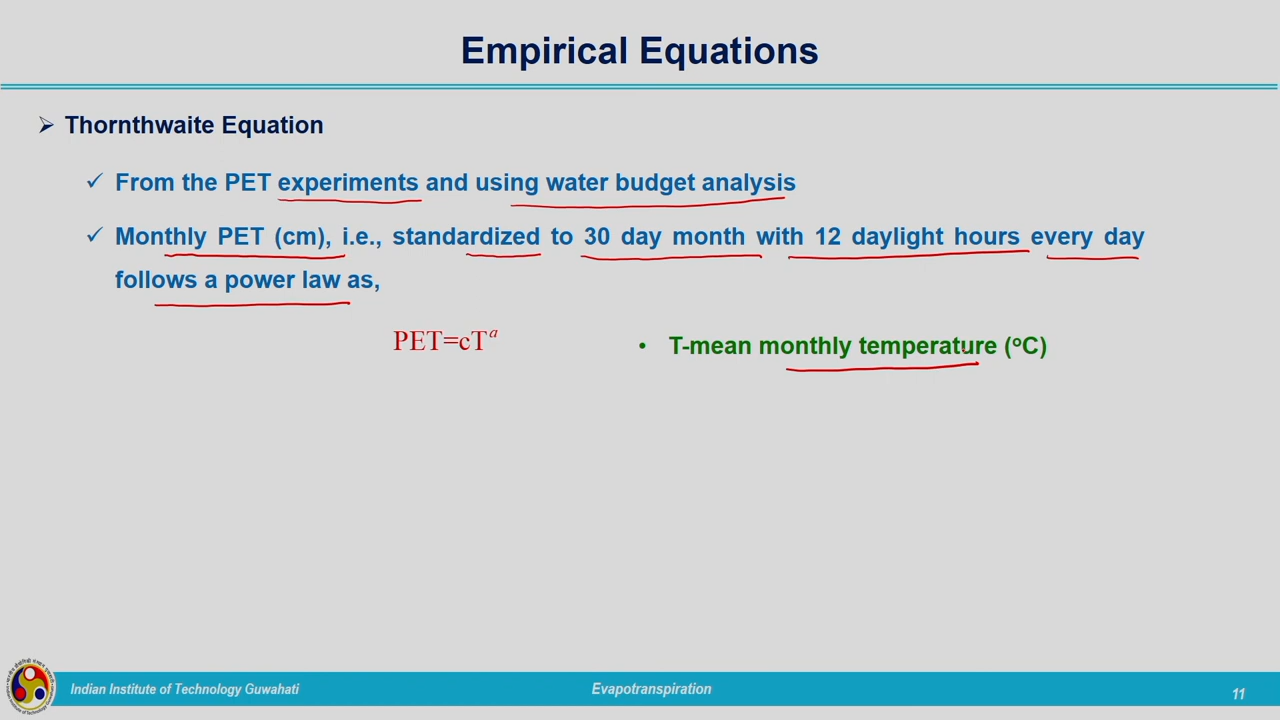 Empirical Equations
➢ Thornthwaite Equation
✓ From the PET experiments and using water budget analysis
✓ Monthly PET (cm), i.e., standardized to 30 day month with 12 daylight hours every day
follows a power law as,
PET=cTᵃ
• T-mean monthly temperature (ºC)
Indian Institute of Technology Guwahati
Evapotranspiration
11